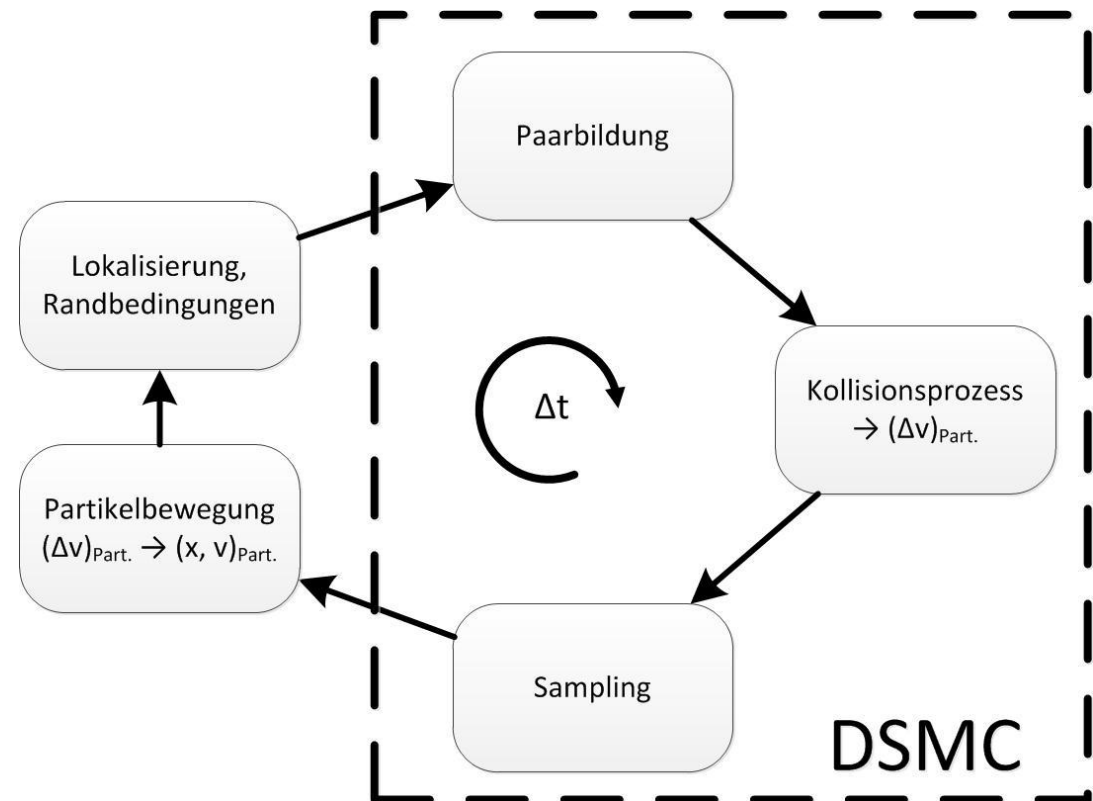 Paarbildung
Lokalisierung,
Randbedingungen
Kollisionsprozess
→ (Δv)Part.
Δt
Partikelbewegung
(Δv)Part. → (x, v)Part.
Sampling
DSMC